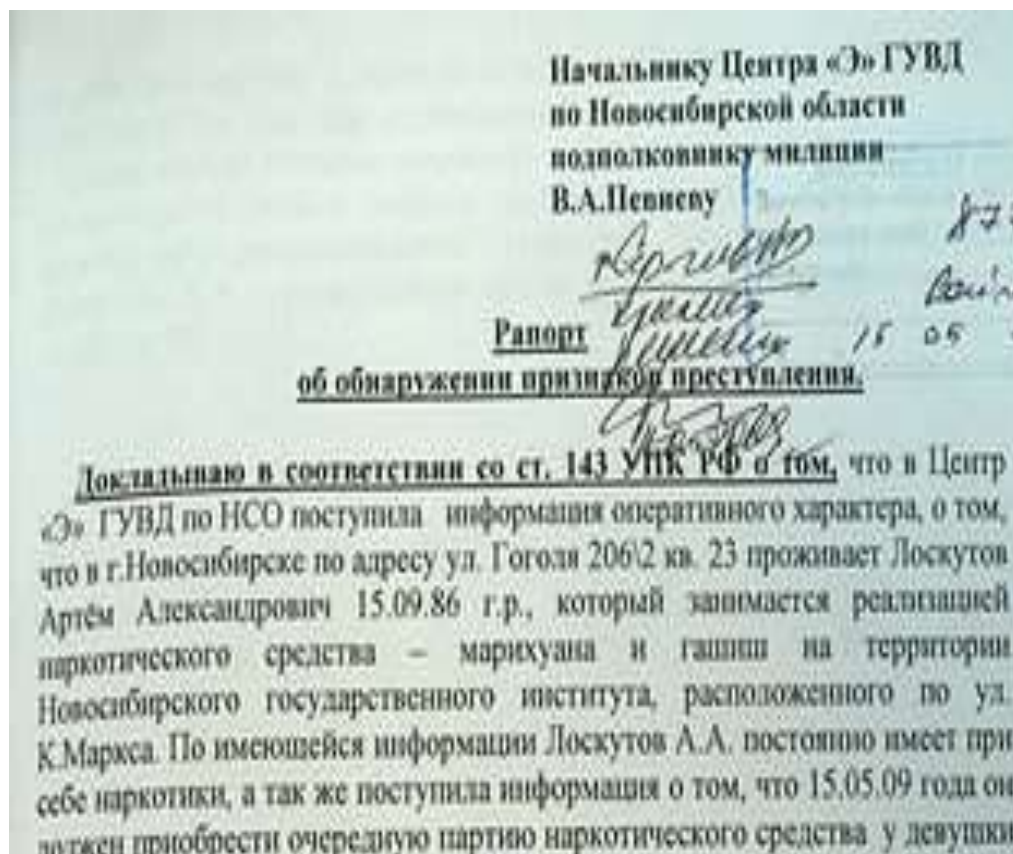 Начальнику Центра «Э» ГУВД
по Новосибирской области
подполковнику милиции
В.А.Певневу
87
15 05
Рапорт
об обнаружении признаков преступления.
Докладываю в соответствии со ст. 143 УПК РФ о том, что в Центр
«Э» ГУВД по НСО поступила информация оперативного характера, о том,
что в г.Новосибирске по адресу ул. Гоголя 206\2 кв. 23 проживает Лоскутов
Артём Александрович 15.09.86 г.р., который занимается реализацией
наркотического средства – марихуана и гашиш на территории
Новосибирского государственного института, расположенного по ул.
К.Маркса. По имеющейся информации Лоскутов А.А. постоянно имеет при
себе наркотики, а так же поступила информация о том, что 15.05.09 года он
должен приобрести очередную партию наркотического средства у девушки